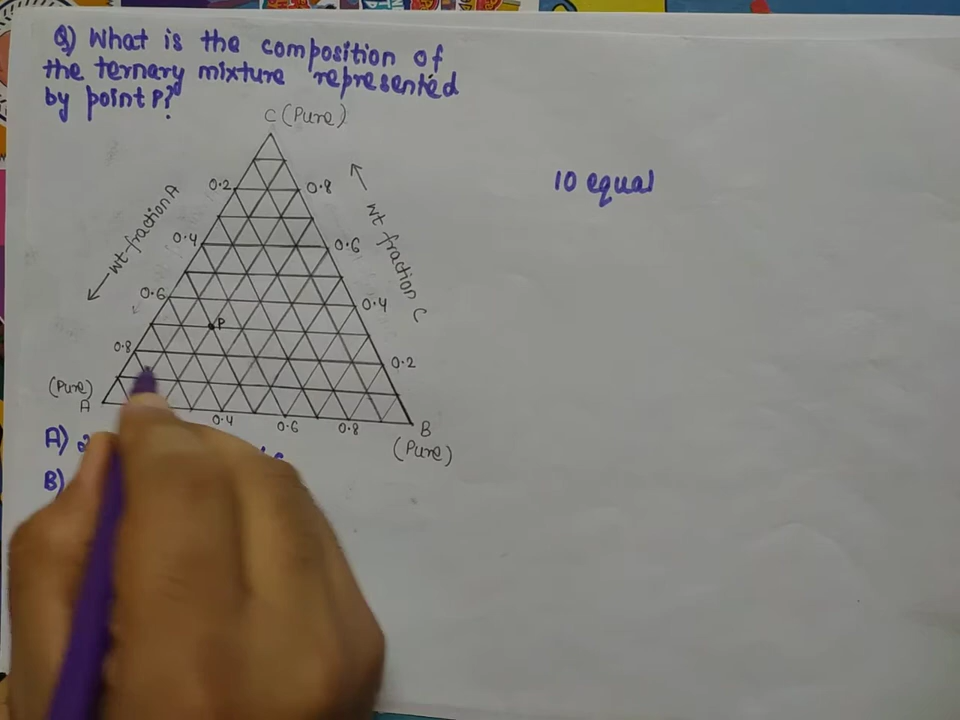 Q) What is the composition of
the ternary mixture represented
by point P?
C (Pure)
0.2 0.8
wt fraction A
wt fraction C
10 equal
0.4 0.6
0.6 0.4
P
0.8 0.2
(Pure)
A
0.4 0.6 0.8 B
(Pure)
A)
B)